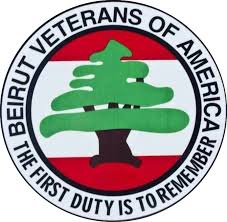 BEIRUT VETERANS OF AMERICA
THE FIRST DUTY IS TO REMEMBER